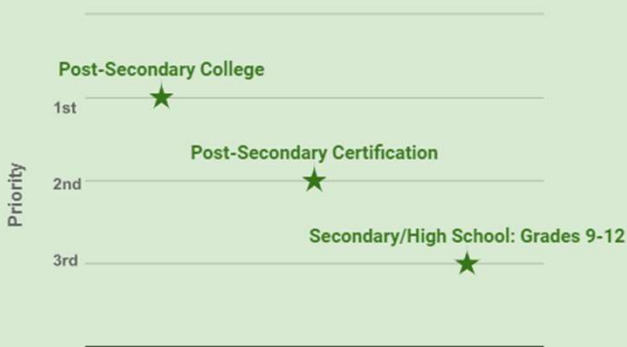 Post-Secondary College
1st
Post-Secondary Certification
2nd
Priority
Secondary/High School: Grades 9-12
3rd